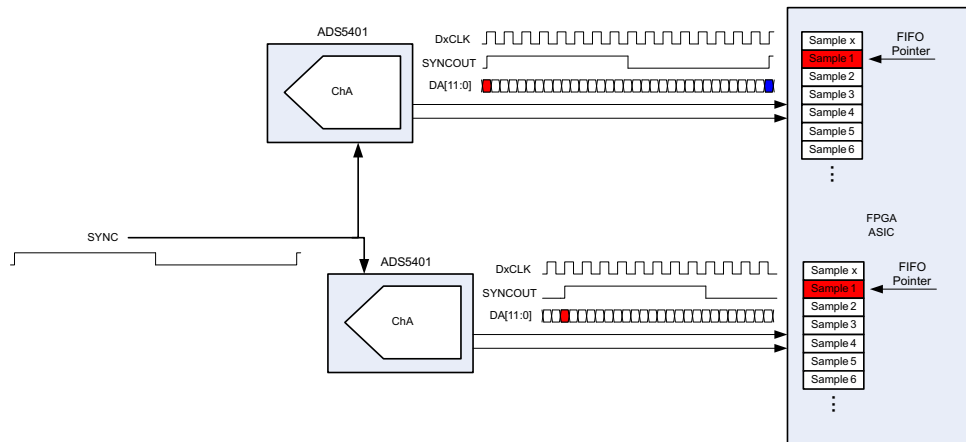 ADS5401
ChA
DxCLK
SYNCOUT
DA[11:0]
Sample x
Sample 1
Sample 2
Sample 3
Sample 4
Sample 5
Sample 6
FIFO
Pointer
SYNC
FPGA
ASIC
ADS5401
ChA
DxCLK
SYNCOUT
DA[11:0]
Sample x
Sample 1
Sample 2
Sample 3
Sample 4
Sample 5
Sample 6
FIFO
Pointer